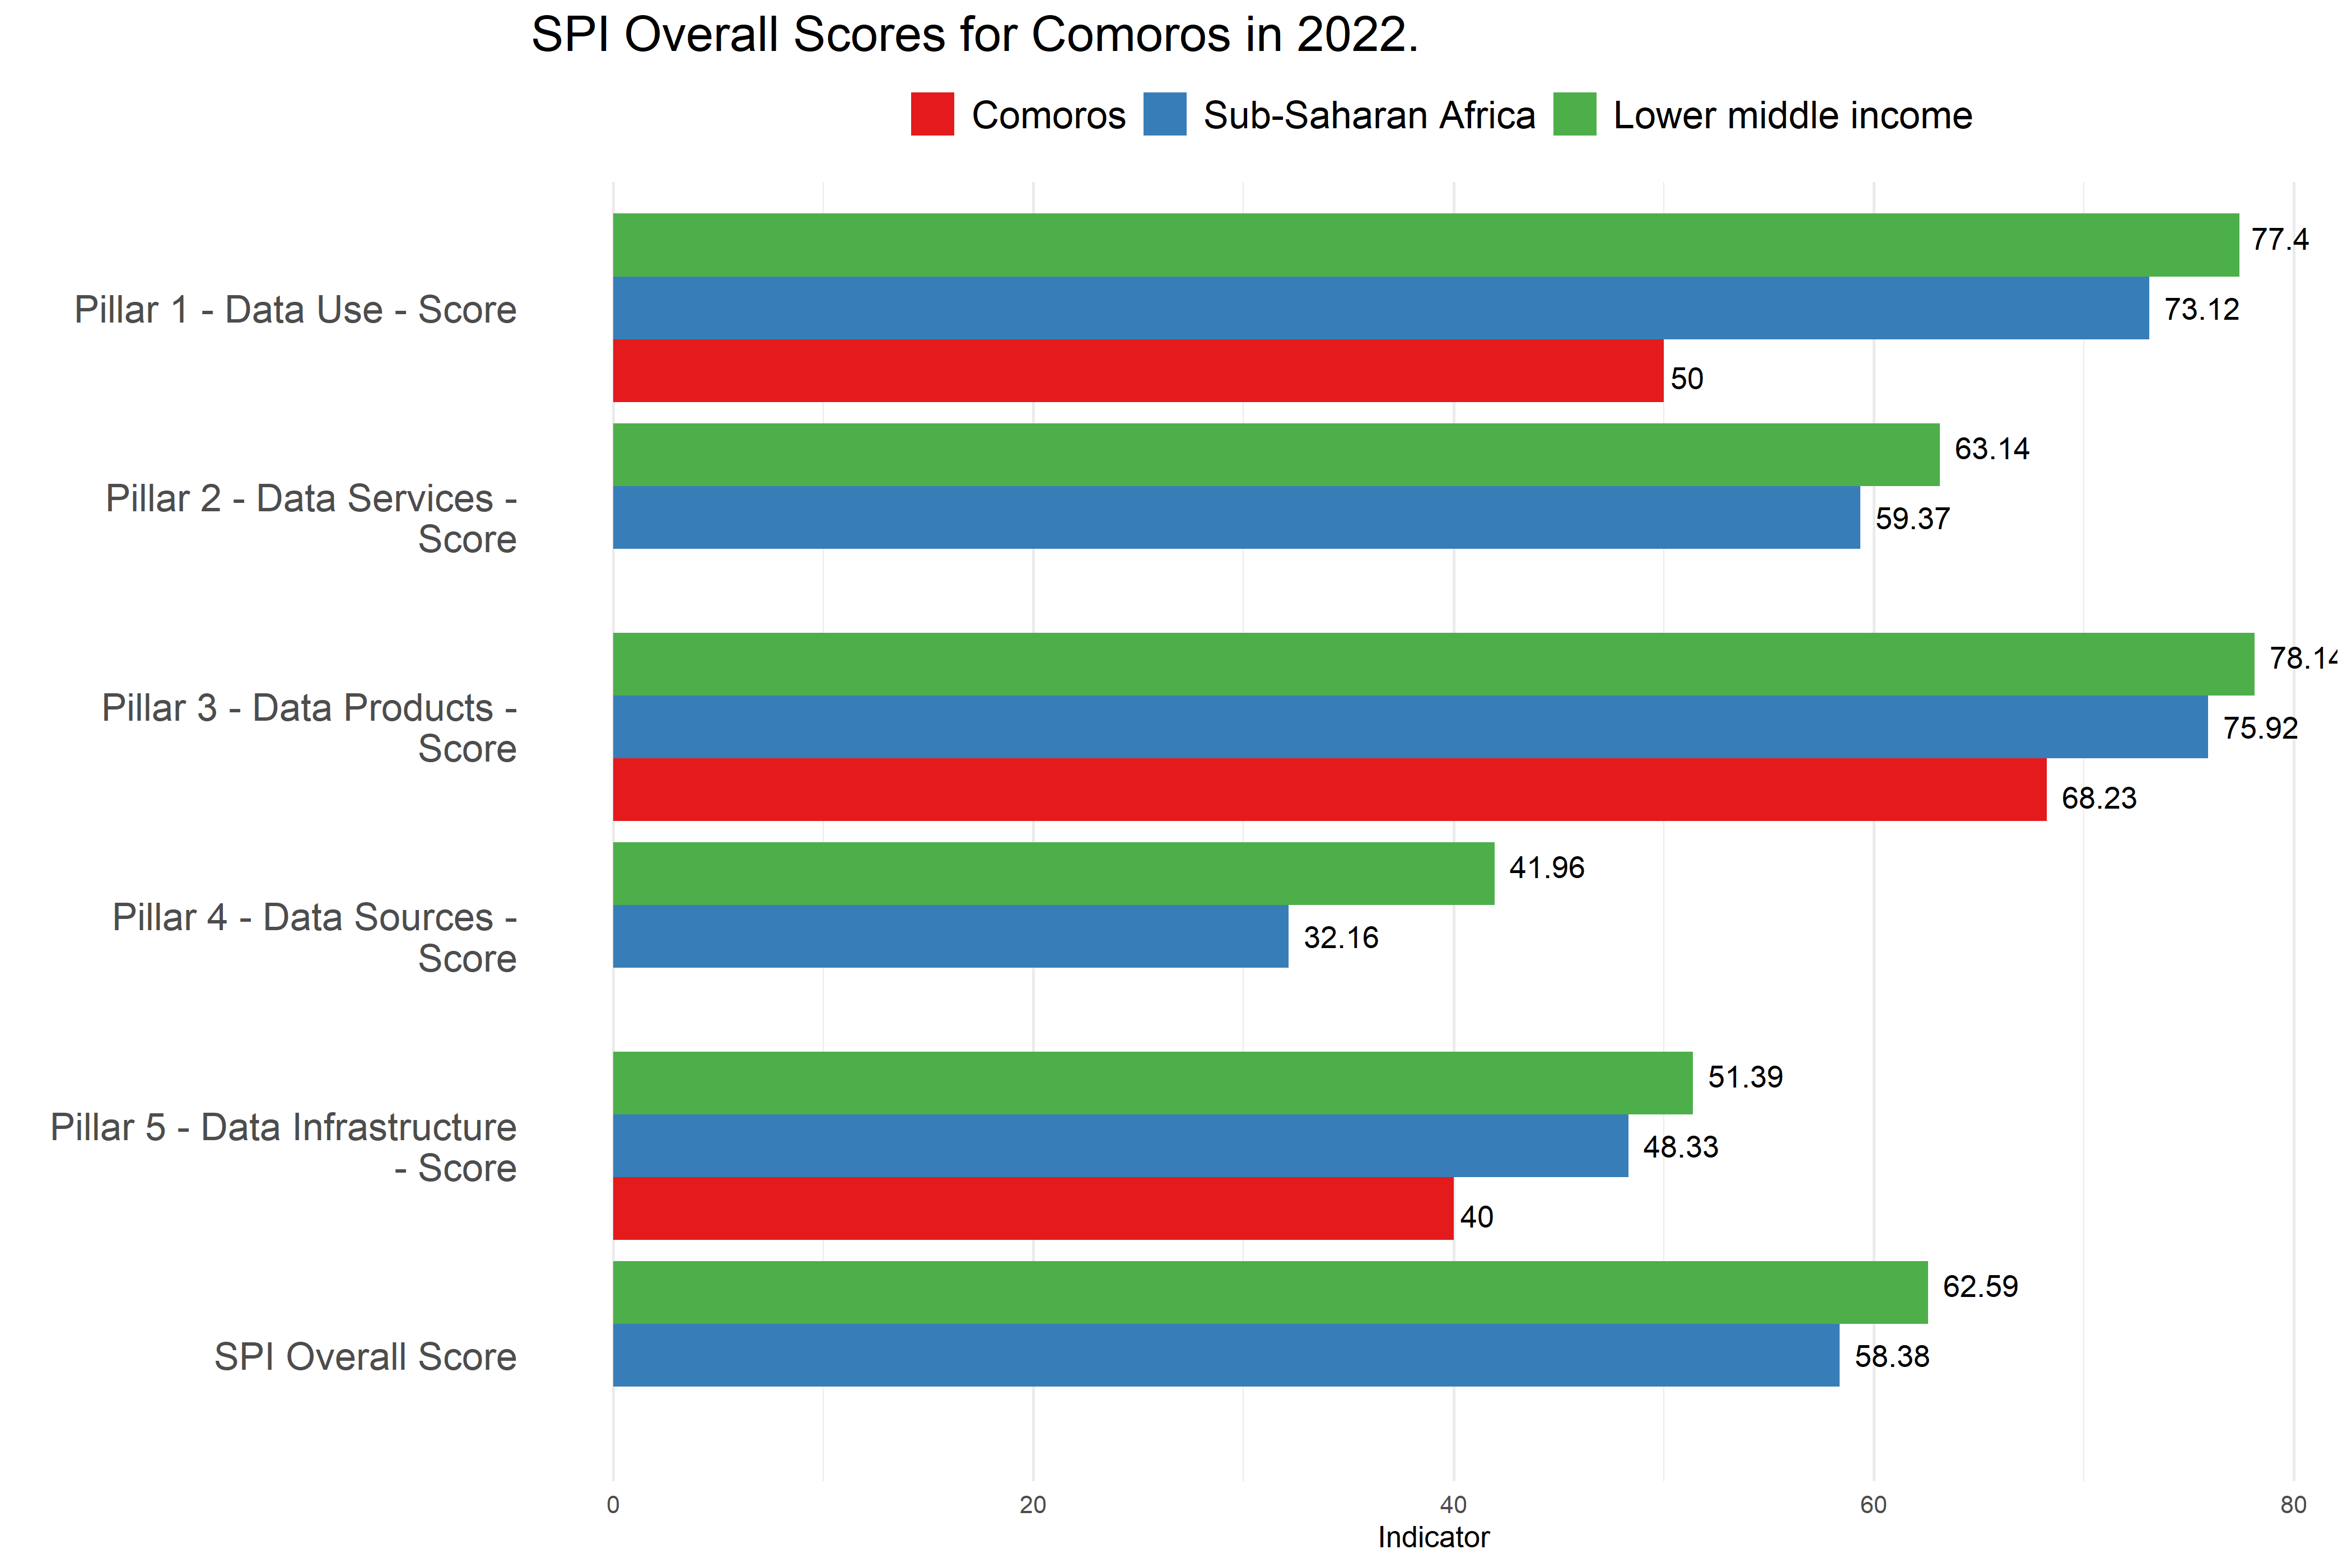 SPI Overall Scores for Comoros in 2022.
Comoros Sub-Saharan Africa Lower middle income
77.4
Pillar 1 - Data Use - Score
73.12
50
63.14
Pillar 2 - Data Services -
Score
59.37
78.14
Pillar 3 - Data Products -
Score
75.92
68.23
41.96
Pillar 4 - Data Sources -
Score
32.16
51.39
Pillar 5 - Data Infrastructure
- Score
48.33
40
62.59
SPI Overall Score
58.38
0 20 40 60 80
Indicator